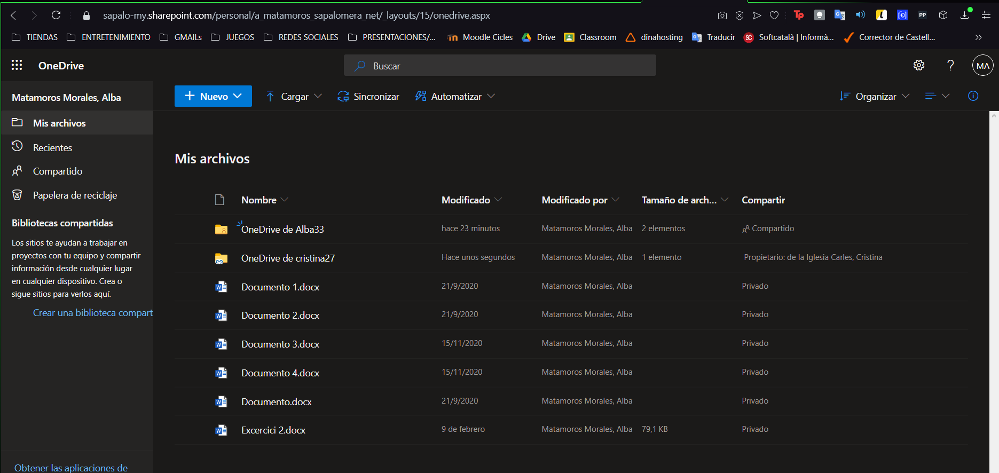 sapalo-my.sharepoint.com/personal/a_matamoros_sapalomera_net/_layouts/15/onedrive.aspx
Tp PP
TIENDAS ENTRETENIMIENTO GMAILs JUEGOS REDES SOCIALES PRESENTACIONES/... Moodle Cicles Drive Classroom dinahosting Traducir SC Softcatalà | Informà... Corrector de Castell...
OneDrive Buscar ? MA
Matamoros Morales, Alba
Nuevo Cargar Sincronizar Automatizar Organizar
Mis archivos
Recientes
Compartido
Papelera de reciclaje
Bibliotecas compartidas
Los sitios te ayudan a trabajar en
proyectos con tu equipo y compartir
información desde cualquier lugar
en cualquier dispositivo. Crea o
sigue sitios para verlos aquí.
Crear una biblioteca compart
Obtener las aplicaciones de
Mis archivos
Nombre Modificado Modificado por Tamaño de arch... Compartir
OneDrive de Alba33 hace 23 minutos Matamoros Morales, Alba 2 elementos Compartido
OneDrive de cristina27 Hace unos segundos Matamoros Morales, Alba 1 elemento Propietario: de la Iglesia Carles, Cristina
Documento 1.docx 21/9/2020 Matamoros Morales, Alba Privado
Documento 2.docx 21/9/2020 Matamoros Morales, Alba Privado
Documento 3.docx 15/11/2020 Matamoros Morales, Alba Privado
Documento 4.docx 15/11/2020 Matamoros Morales, Alba Privado
Documento.docx 21/9/2020 Matamoros Morales, Alba Privado
Excercici 2.docx 9 de febrero Matamoros Morales, Alba 79,1 KB Privado